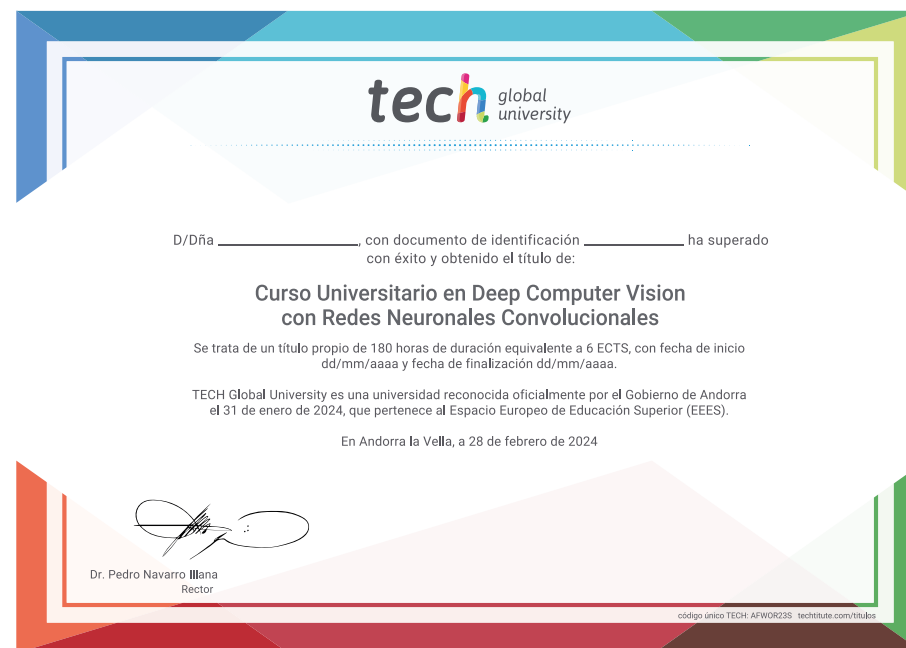 tech global university
D/Dña ____________________, con documento de identificación ______________ ha superado
con éxito y obtenido el título de:
Curso Universitario en Deep Computer Vision
con Redes Neuronales Convolucionales
Se trata de un título propio de 180 horas de duración equivalente a 6 ECTS, con fecha de inicio
dd/mm/aaaa y fecha de finalización dd/mm/aaaa.
TECH Global University es una universidad reconocida oficialmente por el Gobierno de Andorra
el 31 de enero de 2024, que pertenece al Espacio Europeo de Educación Superior (EEES).
En Andorra la Vella, a 28 de febrero de 2024
Dr. Pedro Navarro Illana
Rector
código único TECH: AFWOR23S techtitute.com/titulos